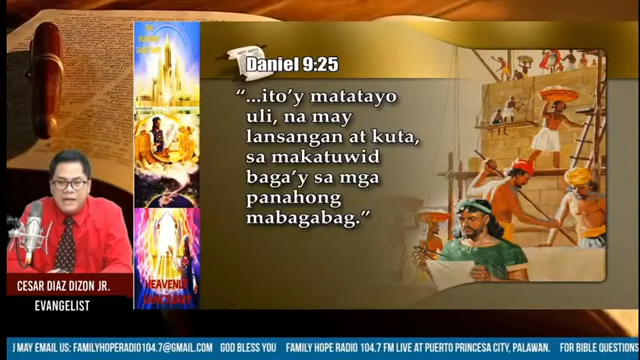 Daniel 9:25
“...ito’y matatayo
uli, na may
lansangan at kuta,
sa makatuwid
baga’y sa mga
panahong
mabagabag.”
HEAVENLY
SANCTUARY
CESAR DIAZ DIZON JR.
EVANGELIST
U MAY EMAIL US: FAMILYHOPERADIO104.7@GMAIL.COM GOD BLESS YOU FAMILY HOPE RADIO 104.7 FM LIVE AT PUERTO PRINCESA CITY, PALAWAN. FOR BIBLE QUESTIONS